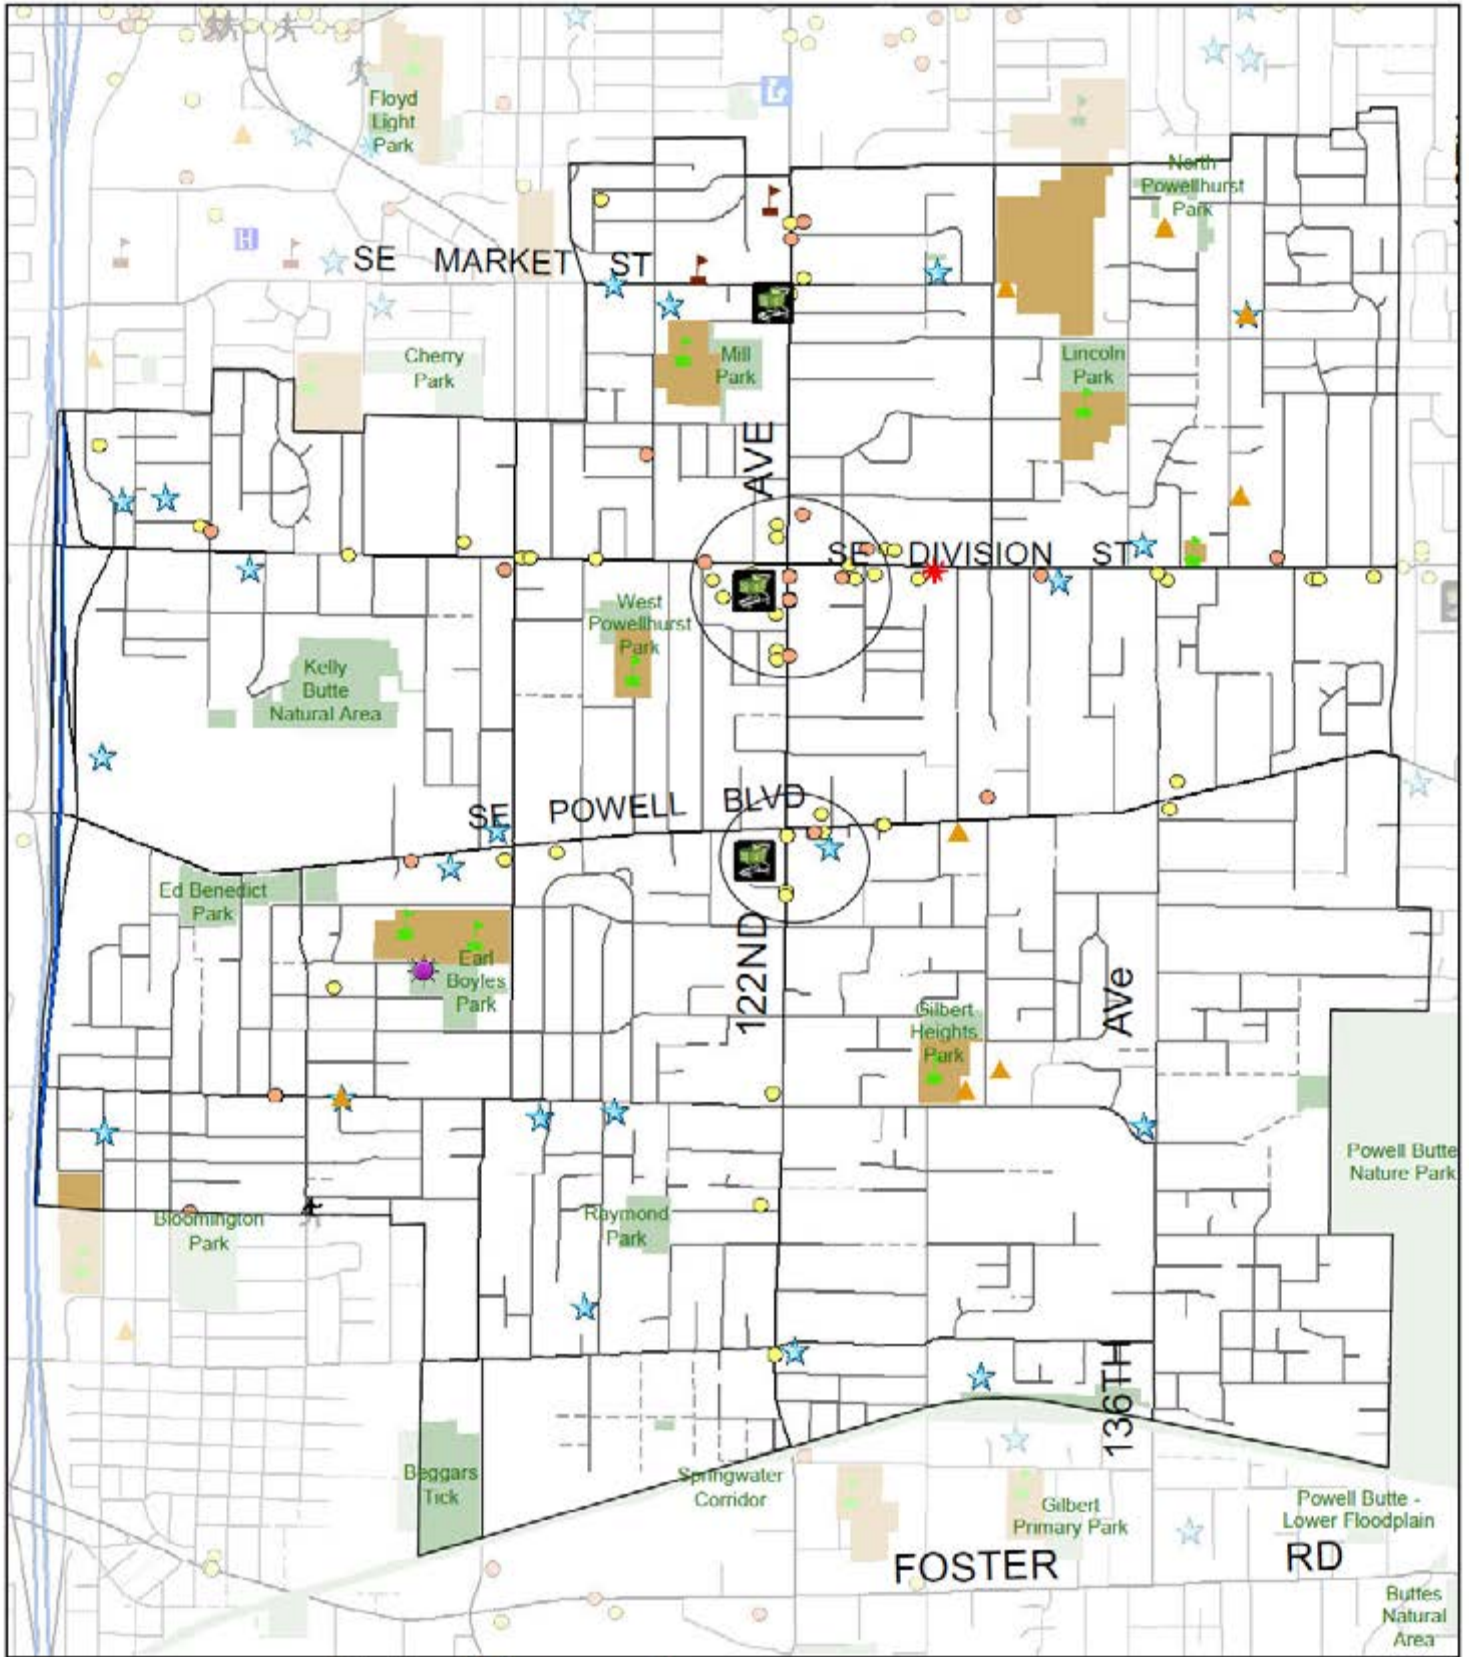 Floyd
Light
Park
H
North
Powellhurst
Park
SE MARKET ST
Cherry
Park
Mill
Park
Lincoln
Park
AVE
SE DIVISION ST
West
Powellhurst
Park
Kelly
Butte
Natural Area
SE POWELL BLVD
Ed Benedict
Park
Earl
Boyles
Park
122ND
AVe
Gilbert
Heights
Park
Powell Butte
Nature Park
Bloomington
Park
Raymond
Park
136TH
Beggars
Tick
Springwater
Corridor
Gilbert
Primary Park
Powell Butte -
Lower Floodplain
FOSTER RD
Buttes
Natural
Area